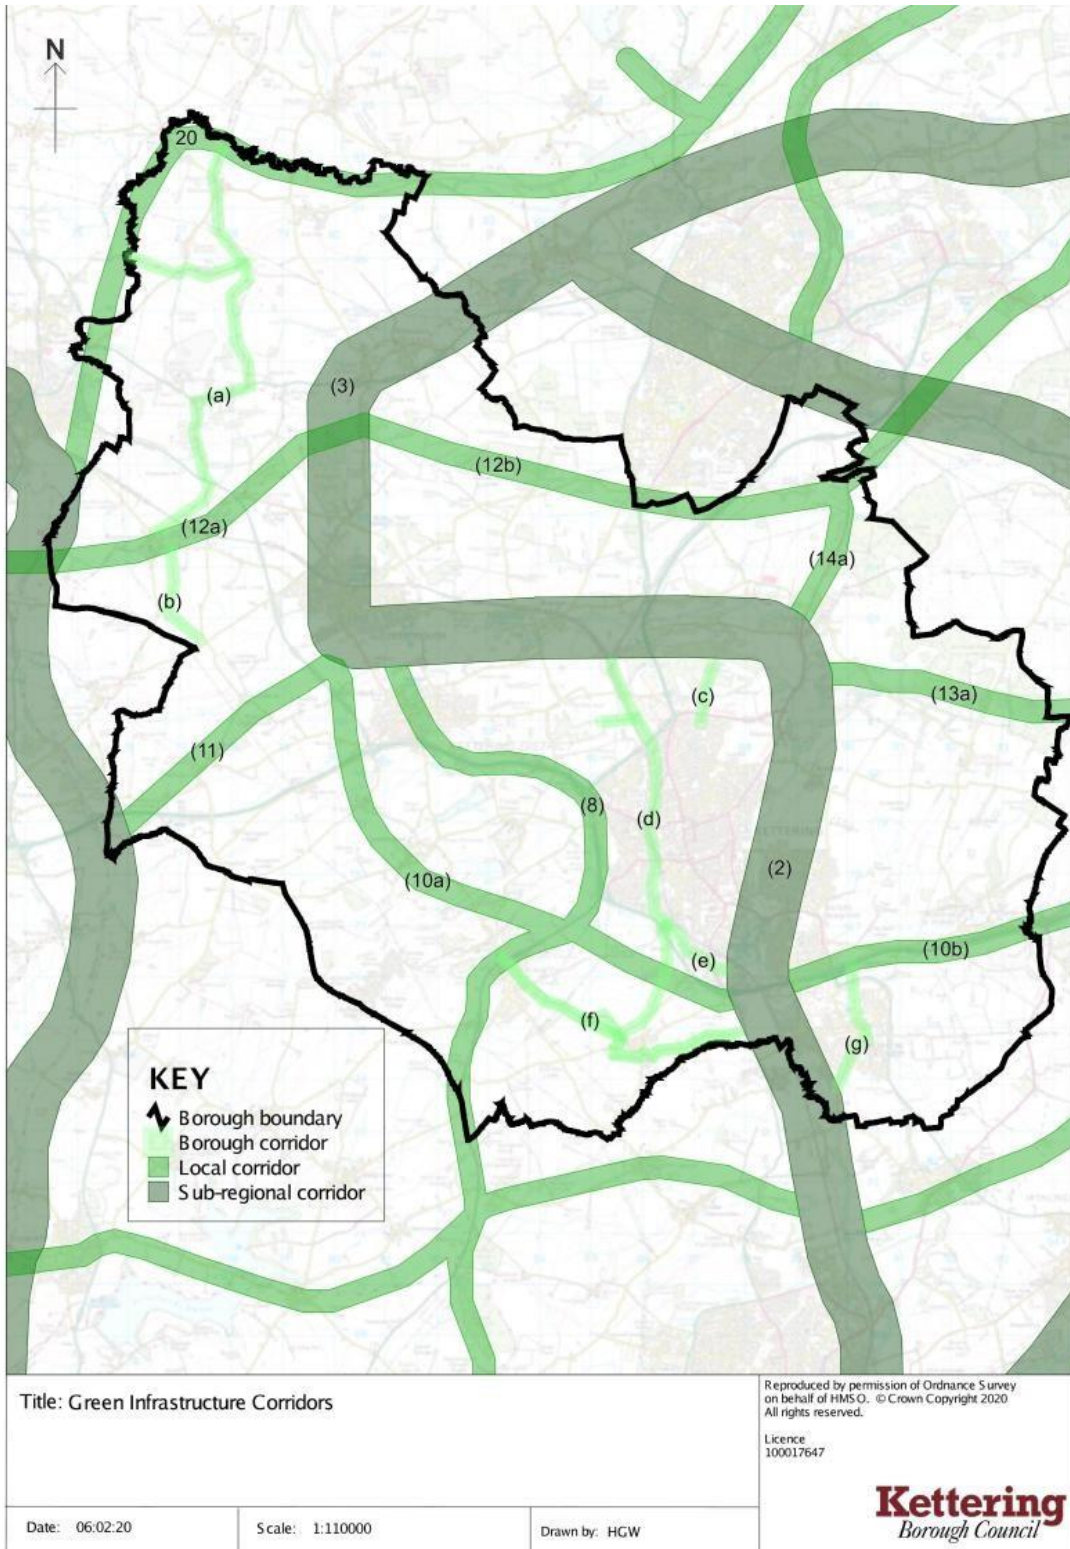 N
20
(a)
(3)
(12b)
(12a)
(14a)
(b)
(c)
(13a)
(11)
(8)
(d)
KETTERING
(2)
(10a)
(10b)
(e)
(f)
(g)
KEY
Borough boundary
Borough corridor
Local corridor
Sub-regional corridor
Title: Green Infrastructure Corridors
Reproduced by permission of Ordnance Survey
on behalf of HMSO. © Crown Copyright 2020
All rights reserved.
Licence
100017647
Date: 06:02:20
Scale: 1:110000
Drawn by: HGW
Kettering
Borough Council